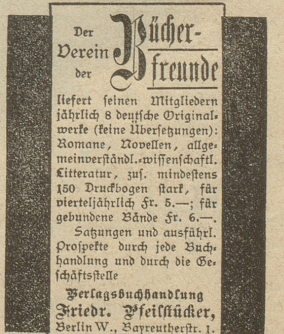 Der
Verein
der
Bücher-
freunde
liefert seinen Mitgliedern
jährlich 8 deutsche Original-
werke (keine Übersetzungen):
Romane, Novellen, allge-
meinverständl.-wissenschaftl.
Litteratur, zus. mindestens
150 Druckbogen stark, für
vierteljährlich Fr. 5.—; für
gebundene Bände Fr. 6.—.
Satzungen und ausführl.
Prospekte durch jede Buch-
handlung und durch die Ge-
schäftsstelle
Verlagsbuchhandlung
Friedr. Pfeilstücker,
Berlin W., Bayreutherstr. 1.